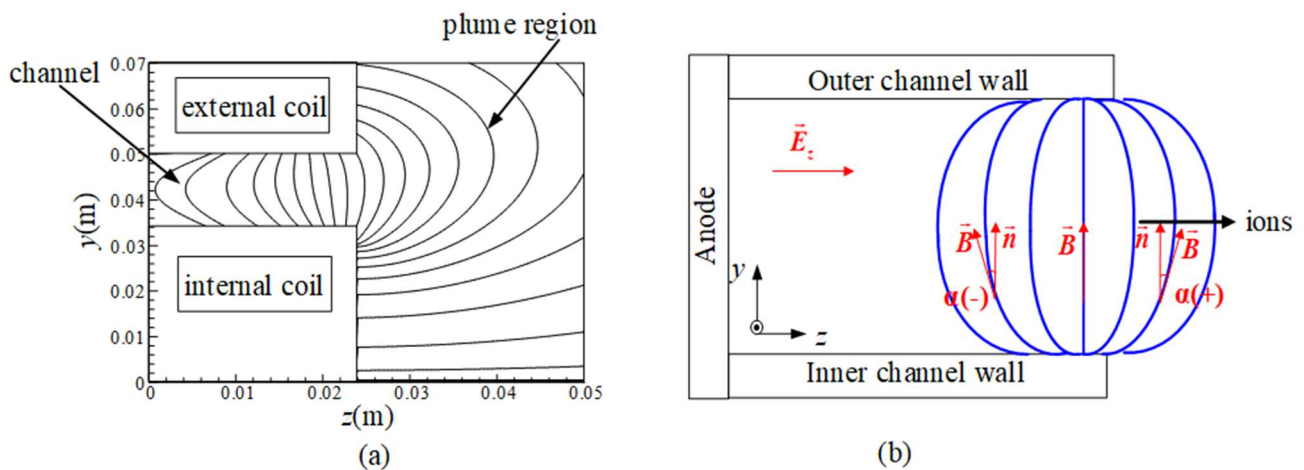 plume region
channel
external coil
internal coil
y(m)
0.07
0.06
0.05
0.04
0.03
0.02
0.01
0
0 0.01 0.02 0.03 0.04 0.05
z(m)
(a)
Outer channel wall
Anode
E⃗z
B⃗ n⃗ B⃗ n⃗ B⃗
ions
α(-) α(+)
y
z
Inner channel wall
(b)